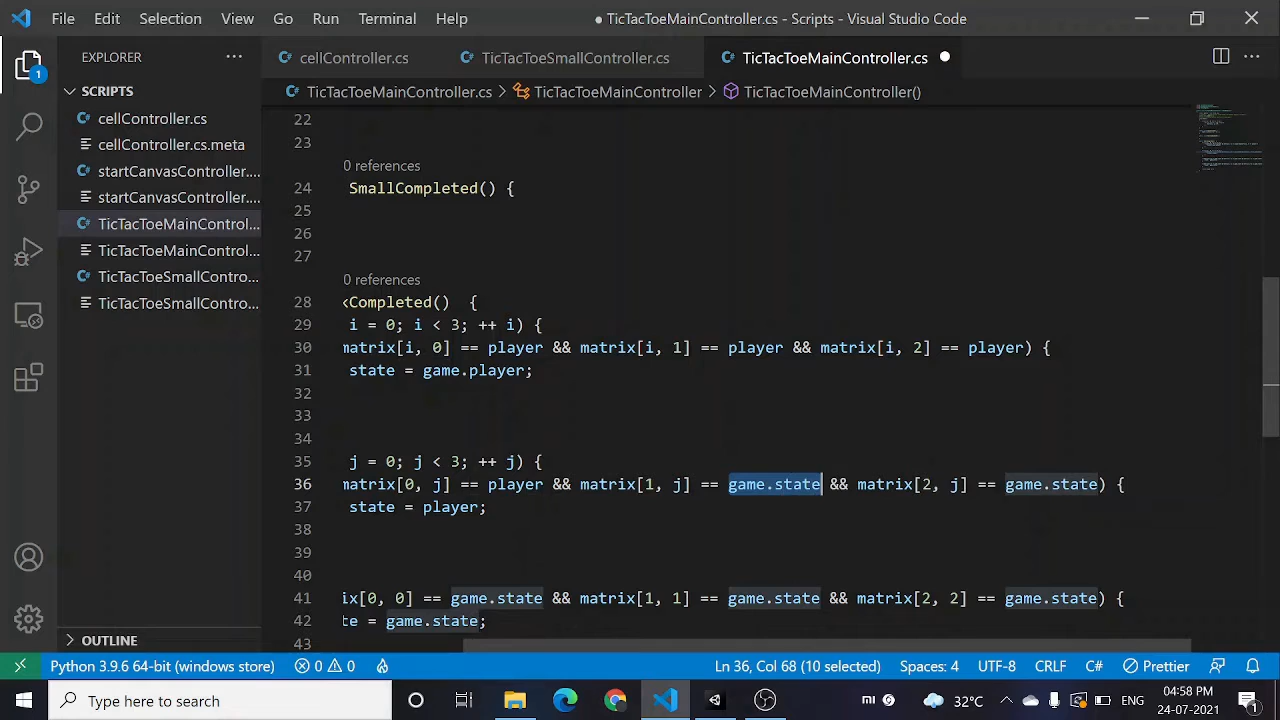 File Edit Selection View Go Run Terminal Help
● TicTacToeMainController.cs - Scripts - Visual Studio Code
EXPLORER
cellController.cs
TicTacToeSmallController.cs
TicTacToeMainController.cs
SCRIPTS
TicTacToeMainController.cs > TicTacToeMainController > TicTacToeMainController()
cellController.cs
cellController.cs.meta
startCanvasController....
startCanvasController....
TicTacToeMainControl...
TicTacToeMainControl...
TicTacToeSmallContro...
TicTacToeSmallContro...
OUTLINE
1
22
23
0 references
24 SmallCompleted() {
25
26
27
0 references
28 kCompleted()  {
29 i = 0; i < 3; ++ i) {
30 matrix[i, 0] == player && matrix[i, 1] == player && matrix[i, 2] == player) {
31 state = game.player;
32
33
34
35 j = 0; j < 3; ++ j) {
36 matrix[0, j] == player && matrix[1, j] == game.state && matrix[2, j] == game.state) {
37 state = player;
38
39
40
41 ix[0, 0] == game.state && matrix[1, 1] == game.state && matrix[2, 2] == game.state) {
42 te = game.state;
43
Python 3.9.6 64-bit (windows store) 0 0 Ln 36, Col 68 (10 selected) Spaces: 4 UTF-8 CRLF C# Prettier
Type here to search
mi 32°C ENG
04:58 PM
24-07-2021
1